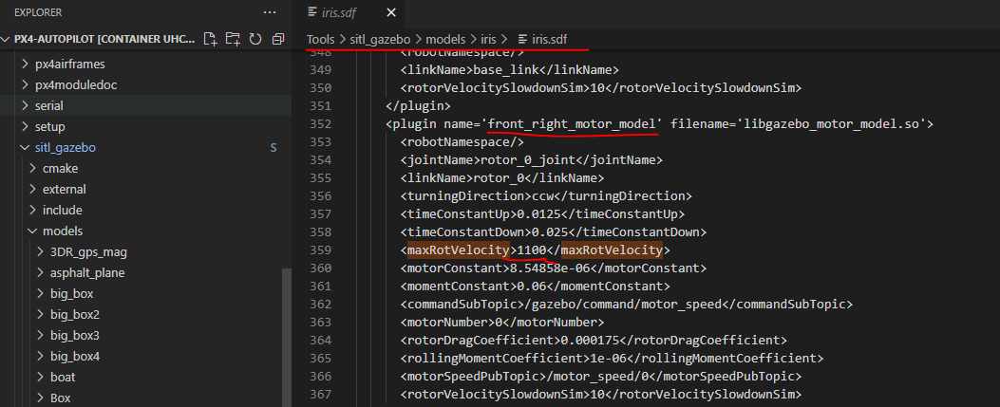 EXPLORER
PX4-AUTOPILOT [CONTAINER UHC...
px4airframes
px4moduledoc
serial
setup
sitl_gazebo S
cmake
external
include
models
3DR_gps_mag
asphalt_plane
big_box
big_box2
big_box3
big_box4
boat
Box
iris.sdf
Tools > sitl_gazebo > models > iris > iris.sdf
348 <robotNamespace/>
349 <linkName>base_link</linkName>
350 <rotorVelocitySlowdownSim>10</rotorVelocitySlowdownSim>
351 </plugin>
352 <plugin name='front_right_motor_model' filename='libgazebo_motor_model.so'>
353 <robotNamespace/>
354 <jointName>rotor_0_joint</jointName>
355 <linkName>rotor_0</linkName>
356 <turningDirection>ccw</turningDirection>
357 <timeConstantUp>0.0125</timeConstantUp>
358 <timeConstantDown>0.025</timeConstantDown>
359 <maxRotVelocity>1100</maxRotVelocity>
360 <motorConstant>8.54858e-06</motorConstant>
361 <momentConstant>0.06</momentConstant>
362 <commandSubTopic>/gazebo/command/motor_speed</commandSubTopic>
363 <motorNumber>0</motorNumber>
364 <rotorDragCoefficient>0.000175</rotorDragCoefficient>
365 <rollingMomentCoefficient>1e-06</rollingMomentCoefficient>
366 <motorSpeedPubTopic>/motor_speed/0</motorSpeedPubTopic>
367 <rotorVelocitySlowdownSim>10</rotorVelocitySlowdownSim>